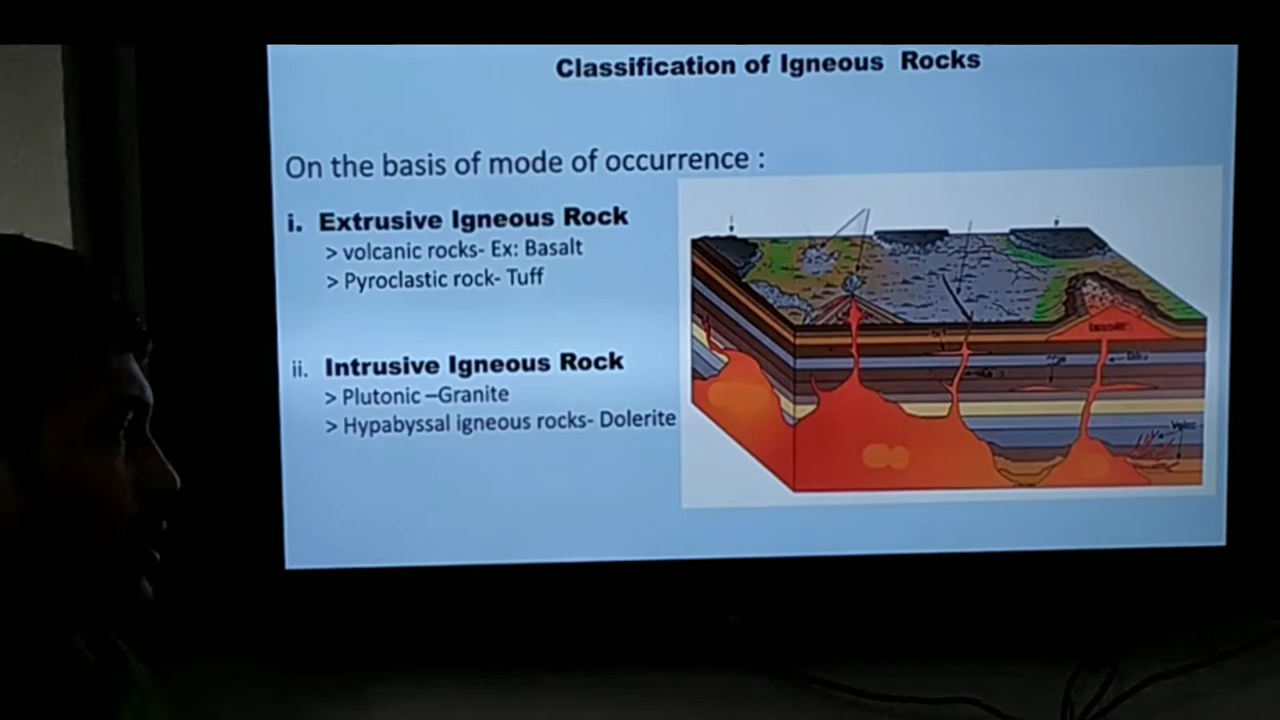 Classification of Igneous Rocks
On the basis of mode of occurrence :
i. Extrusive Igneous Rock
> volcanic rocks- Ex: Basalt
> Pyroclastic rock- Tuff
ii. Intrusive Igneous Rock
> Plutonic –Granite
> Hypabyssal igneous rocks- Dolerite